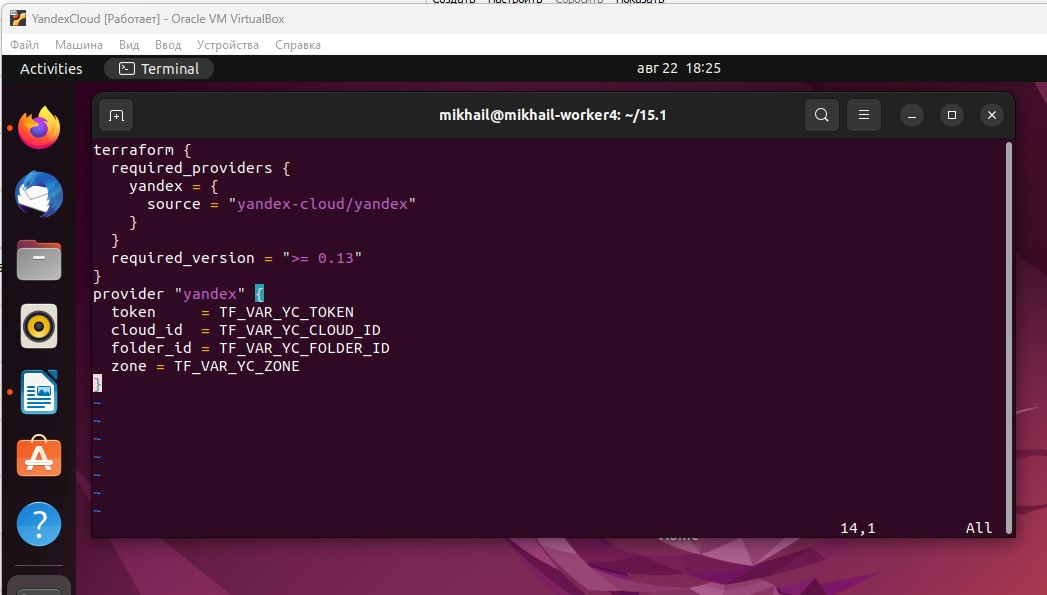 Создать Настроить Сбросить Показать
YandexCloud [Работает] - Oracle VM VirtualBox
Файл Машина Вид Ввод Устройства Справка
Activities Terminal авг 22 18:25
mikhail@mikhail-worker4: ~/15.1
terraform {
  required_providers {
    yandex = {
      source = "yandex-cloud/yandex"
    }
  }
  required_version = ">= 0.13"
}
provider "yandex" {
  token     = TF_VAR_YC_TOKEN
  cloud_id  = TF_VAR_YC_CLOUD_ID
  folder_id = TF_VAR_YC_FOLDER_ID
  zone = TF_VAR_YC_ZONE
}
~
~
~
~
~
~
~
14,1 All
Home